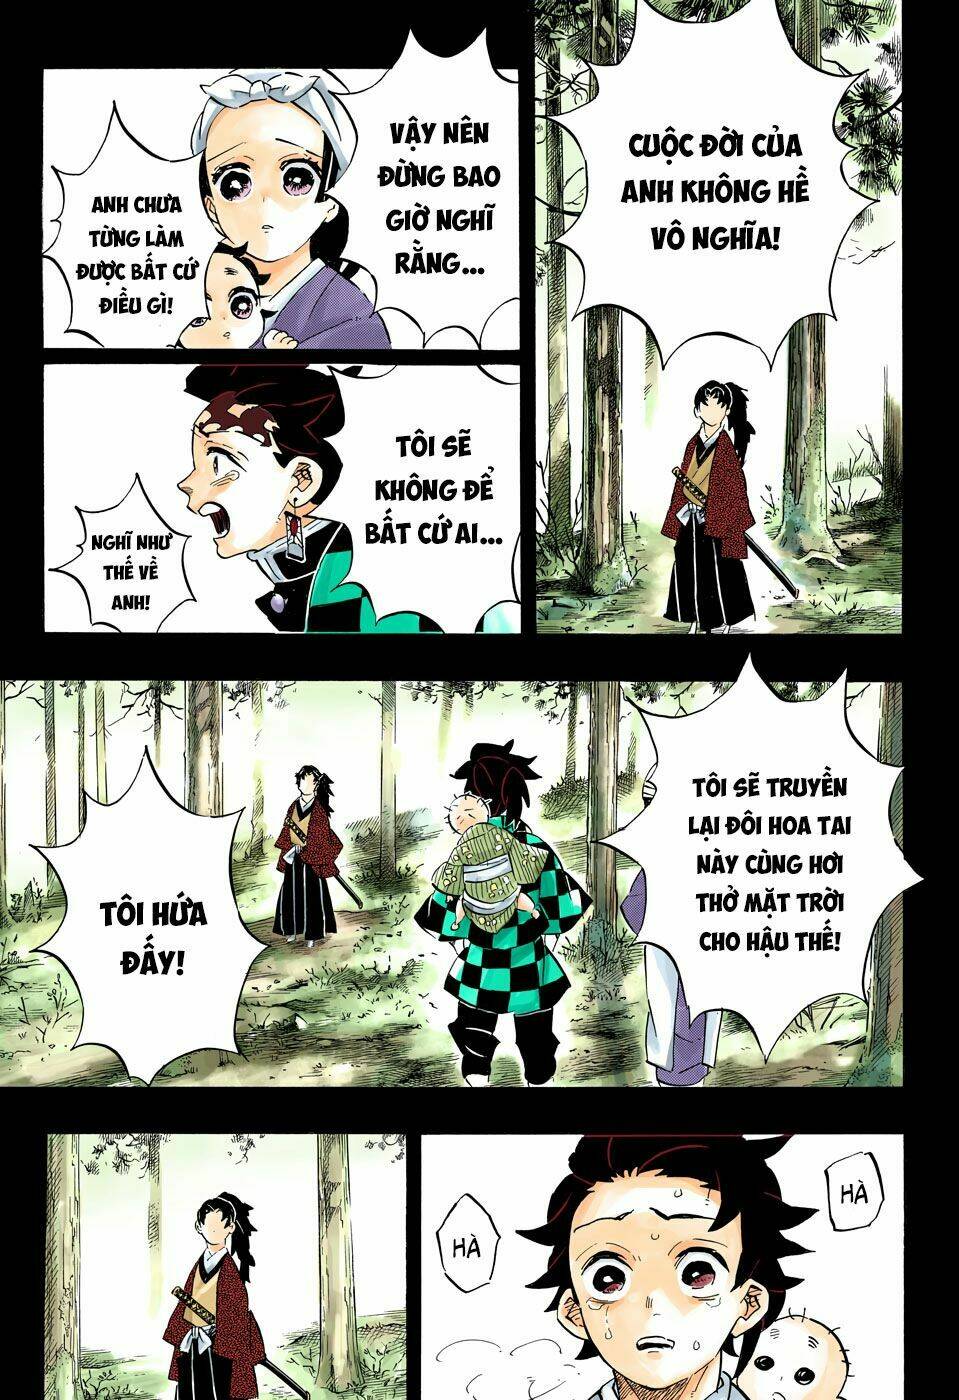 CUỘC ĐỜI CỦA
ANH KHÔNG HỀ
VÔ NGHĨA!
VẬY NÊN
ĐỪNG BAO
GIỜ NGHĨ
RẰNG...
ANH CHƯA
TỪNG LÀM
ĐƯỢC BẤT CỨ
ĐIỀU GÌ!
TÔI SẼ
KHÔNG ĐỂ
BẤT CỨ AI...
NGHĨ NHƯ
THẾ VỀ
ANH!
TÔI SẼ TRUYỀN
LẠI ĐÔI HOA TAI
NÀY CÙNG HƠI
THỞ MẶT TRỜI
CHO HẬU THẾ!
TÔI HỨA
ĐẤY!
HÀ
HÀ